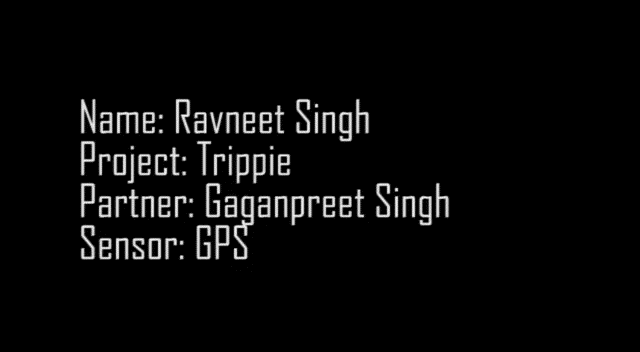 Name: Ravneet Singh
Project: Trippie
Partner: Gaganpreet Singh
Sensor: GPS